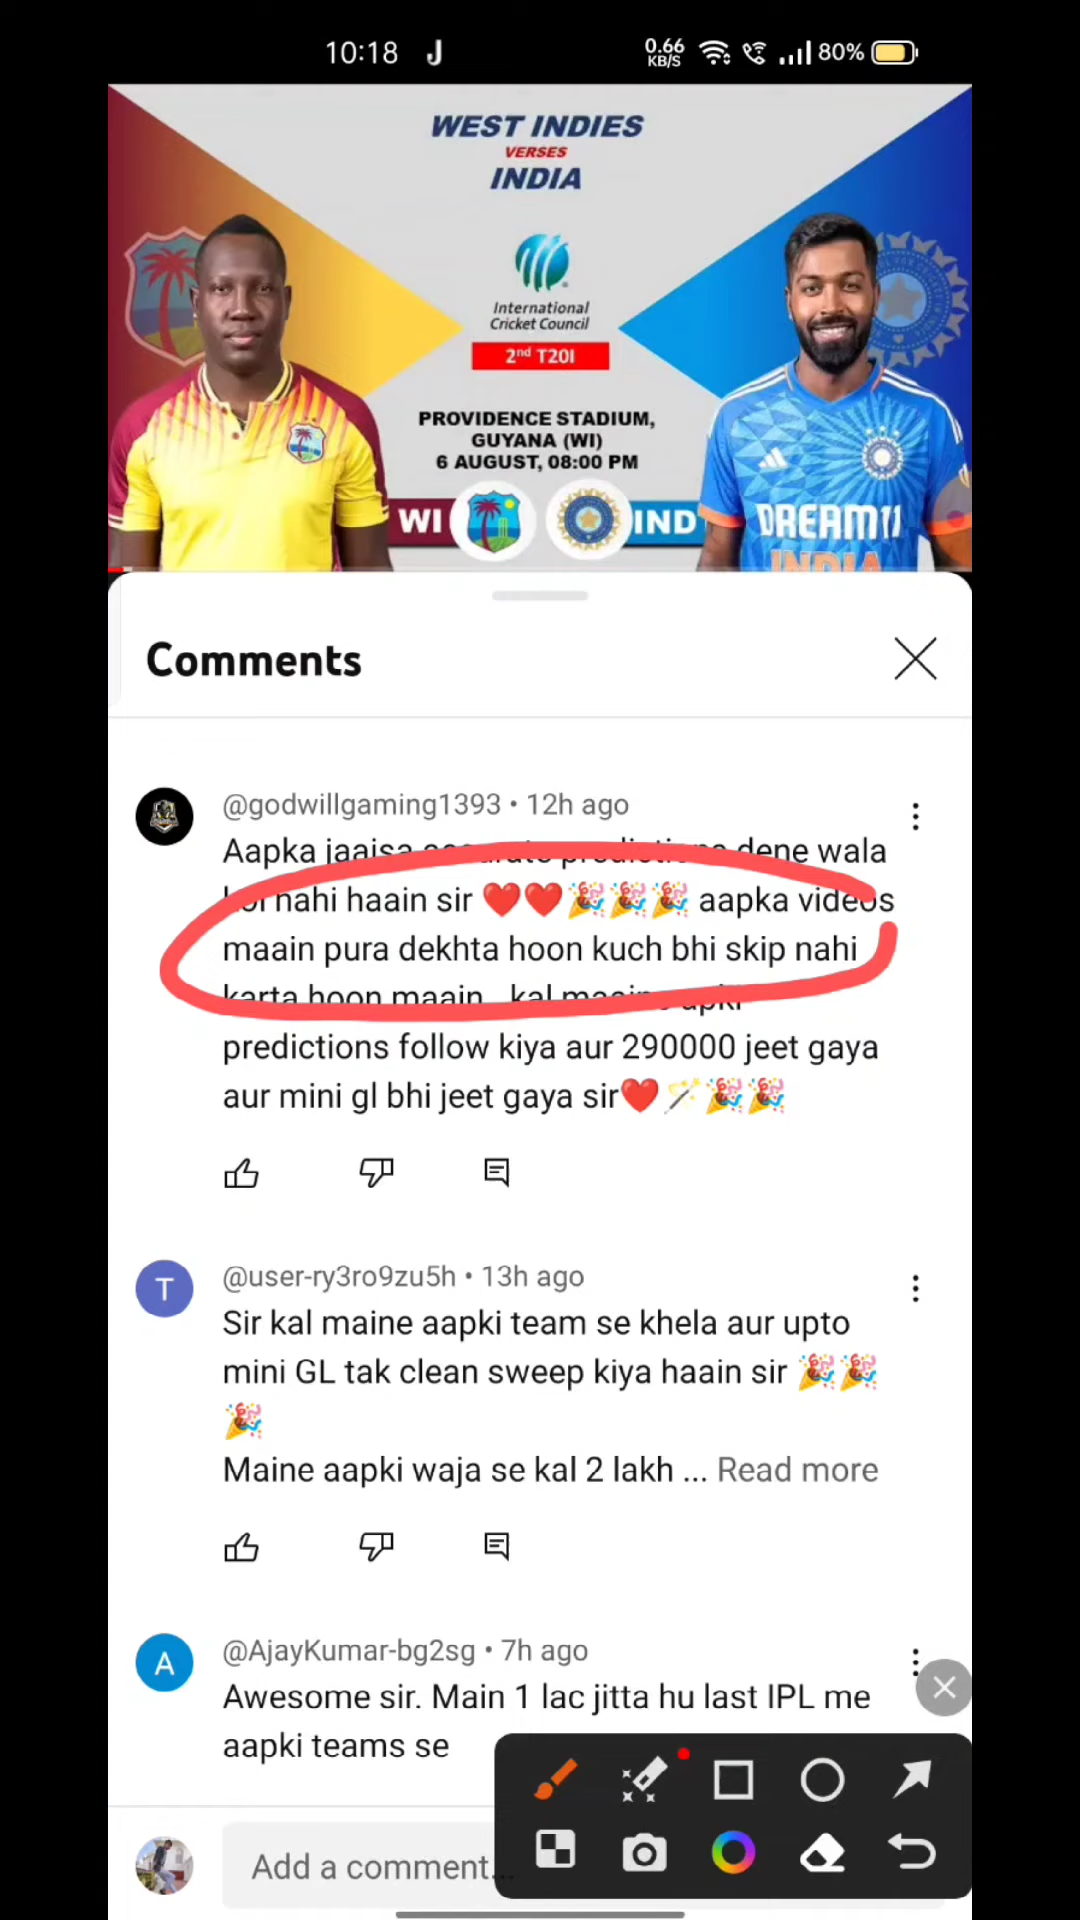 10:18 J 0.66 KB/S 80%
WEST INDIES
VERSES
INDIA
International
Cricket Council
2nd T20I
PROVIDENCE STADIUM,
GUYANA (WI)
6 AUGUST, 08:00 PM
WI IND
DREAM11
INDIA
Comments
@godwillgaming1393 • 12h ago
Aapka jaaisa accurate predictions dene wala
koi nahi haain sir ❤️❤️🎉🎉🎉 aapka videos
maain pura dekhta hoon kuch bhi skip nahi
karta hoon maain kal maaine apki
predictions follow kiya aur 290000 jeet gaya
aur mini gl bhi jeet gaya sir❤️🪄🎉🎉
T
@user-ry3ro9zu5h • 13h ago
Sir kal maine aapki team se khela aur upto
mini GL tak clean sweep kiya haain sir 🎉🎉
🎉
Maine aapki waja se kal 2 lakh ... Read more
A
@AjayKumar-bg2sg • 7h ago
Awesome sir. Main 1 lac jitta hu last IPL me
aapki teams se
Add a comment...